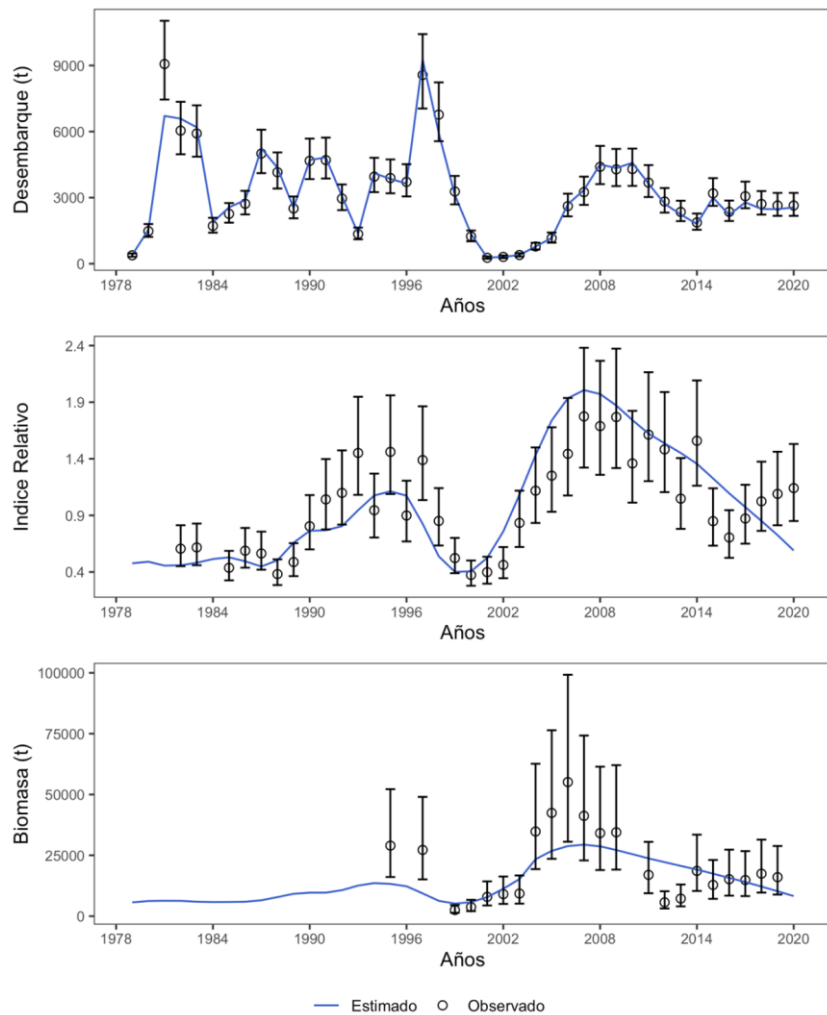 Desembarque (t)
9000
6000
3000
0
1978 1984 1990 1996 2002 2008 2014 2020
Años
Indice Relativo
2.4
1.9
1.4
0.9
0.4
1978 1984 1990 1996 2002 2008 2014 2020
Años
Biomasa (t)
100000
75000
50000
25000
0
1978 1984 1990 1996 2002 2008 2014 2020
Años
Estimado Observado